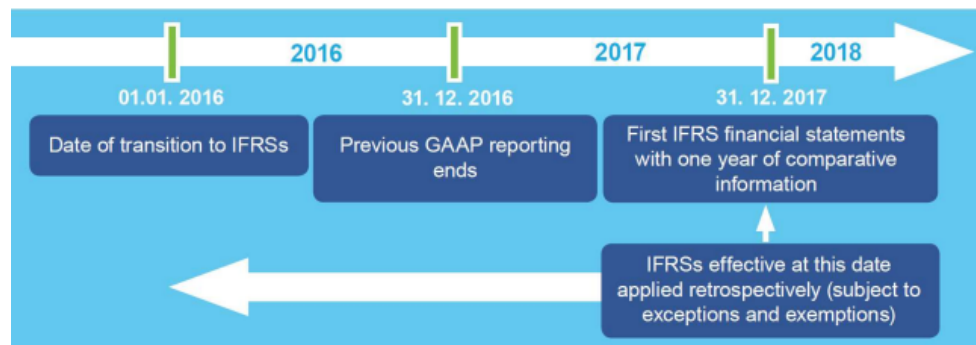 2016
2017
2018
01.01. 2016
31. 12. 2016
31. 12. 2017
Date of transition to IFRSs
Previous GAAP reporting
ends
First IFRS financial statements
with one year of comparative
information
IFRSs effective at this date
applied retrospectively (subject to
exceptions and exemptions)